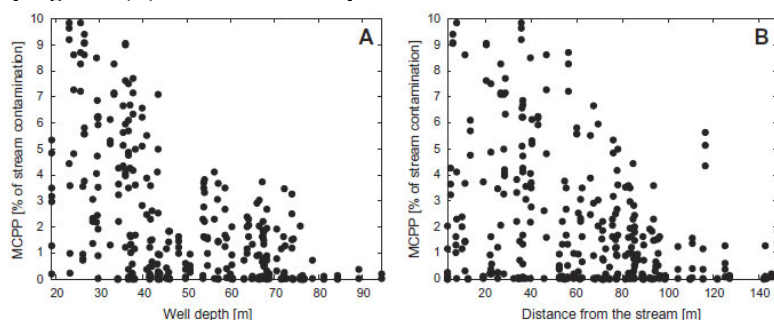 A
MCPP [% of stream contamination]
10
9
8
7
6
5
4
3
2
1
0
20 30 40 50 60 70 80 90
Well depth [m]
B
MCPP [% of stream contamination]
10
9
8
7
6
5
4
3
2
1
0
0 20 40 60 80 100 120 140
Distance from the stream [m]